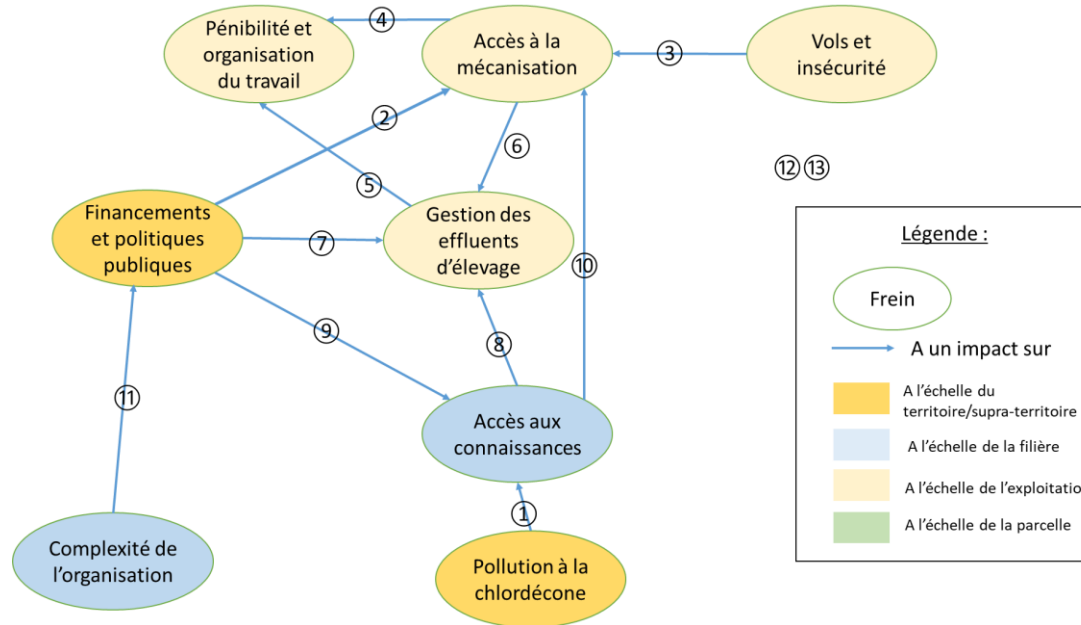 ④
Pénibilité et
organisation
du travail
Accès à la
mécanisation
③
Vols et
insécurité
②
⑥
⑤
⑫ ⑬
Financements
et politiques
publiques
⑦
Gestion des
effluents
d’élevage
⑩
⑨
⑧
⑪
Accès aux
connaissances
①
Complexité de
l’organisation
Pollution à la
chlordécone
Légende :
Frein
A un impact sur
A l’échelle du
territoire/supra-territoire
A l’échelle de la filière
A l’échelle de l’exploitatio
A l’échelle de la parcelle